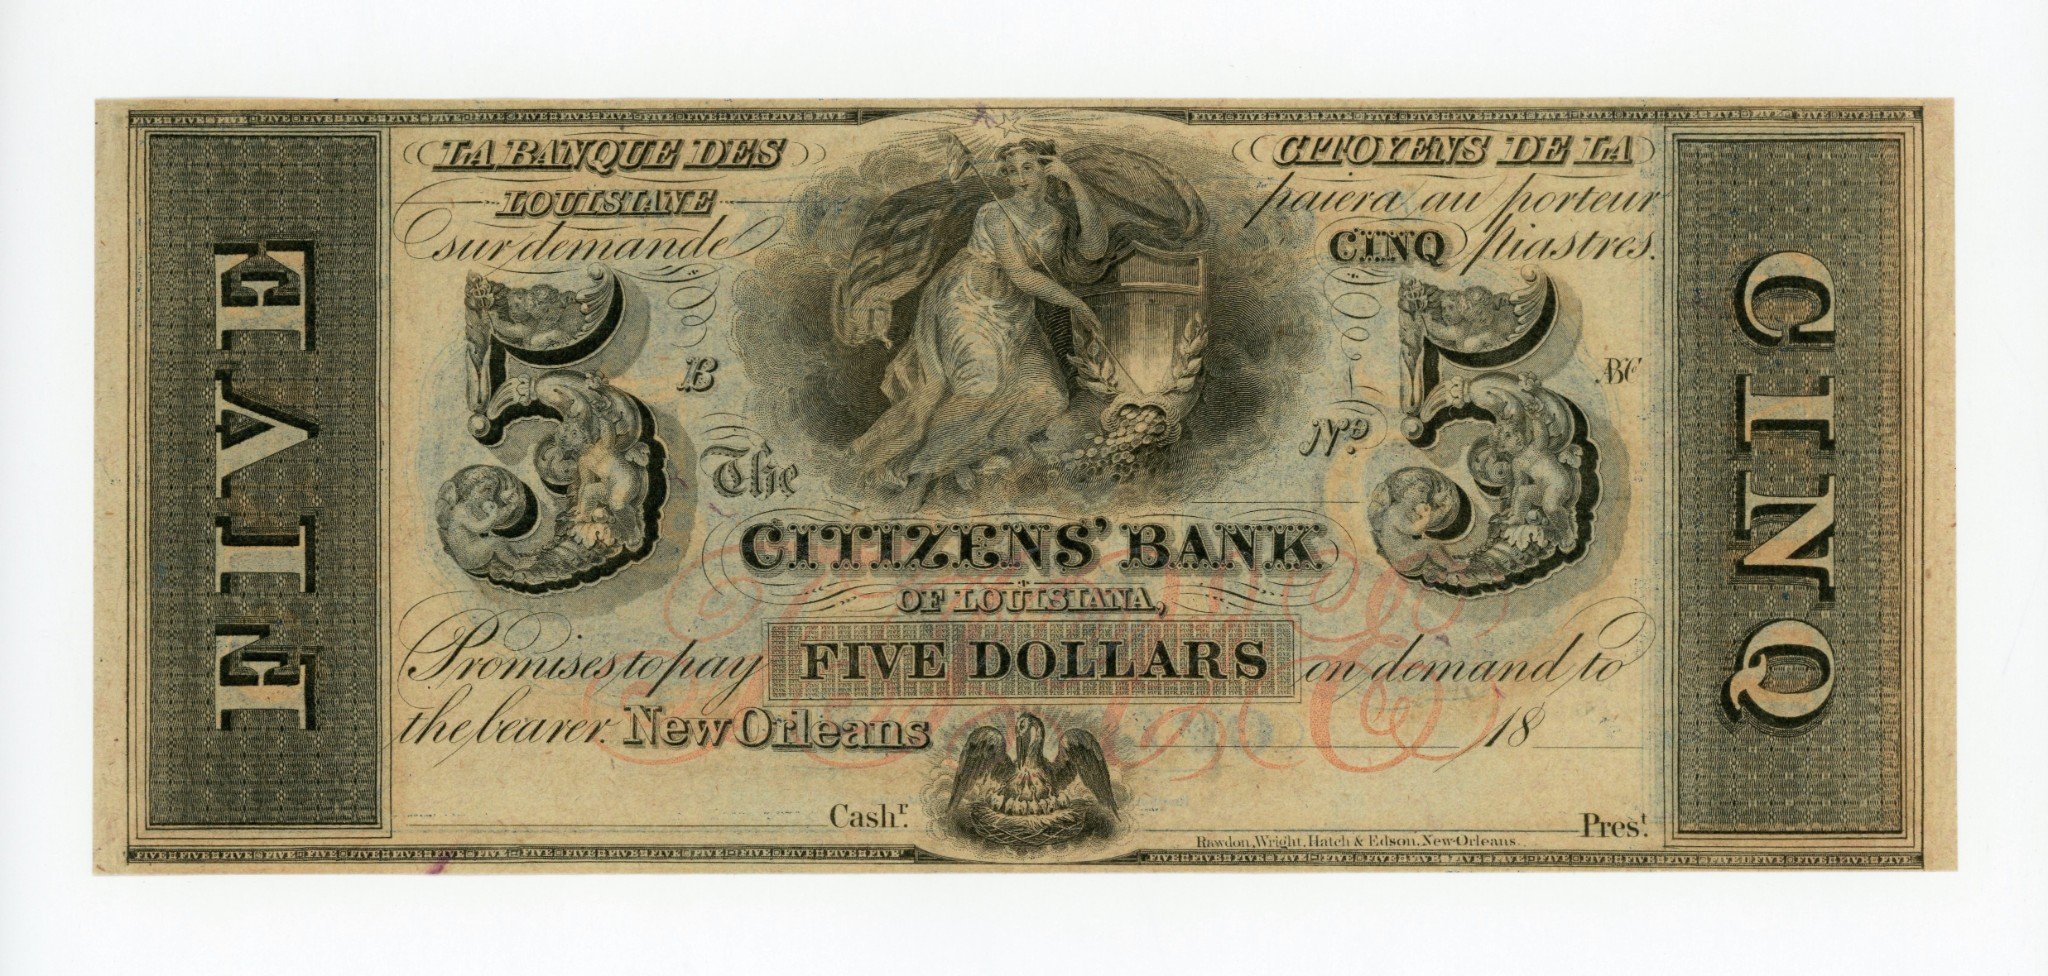 LA BANQUE DES CITOYENS DE LA
LOUISIANE paiera au porteur
sur demande CINQ piastres.
5 5
B BC
The No.
CITIZENS' BANK
OF LOUISIANA,
Promises to pay FIVE DOLLARS on demand to
the bearer. New Orleans 18
Cashr. Prest.
Rawdon, Wright, Hatch & Edson, New-Orleans.
FIVE
CINQ